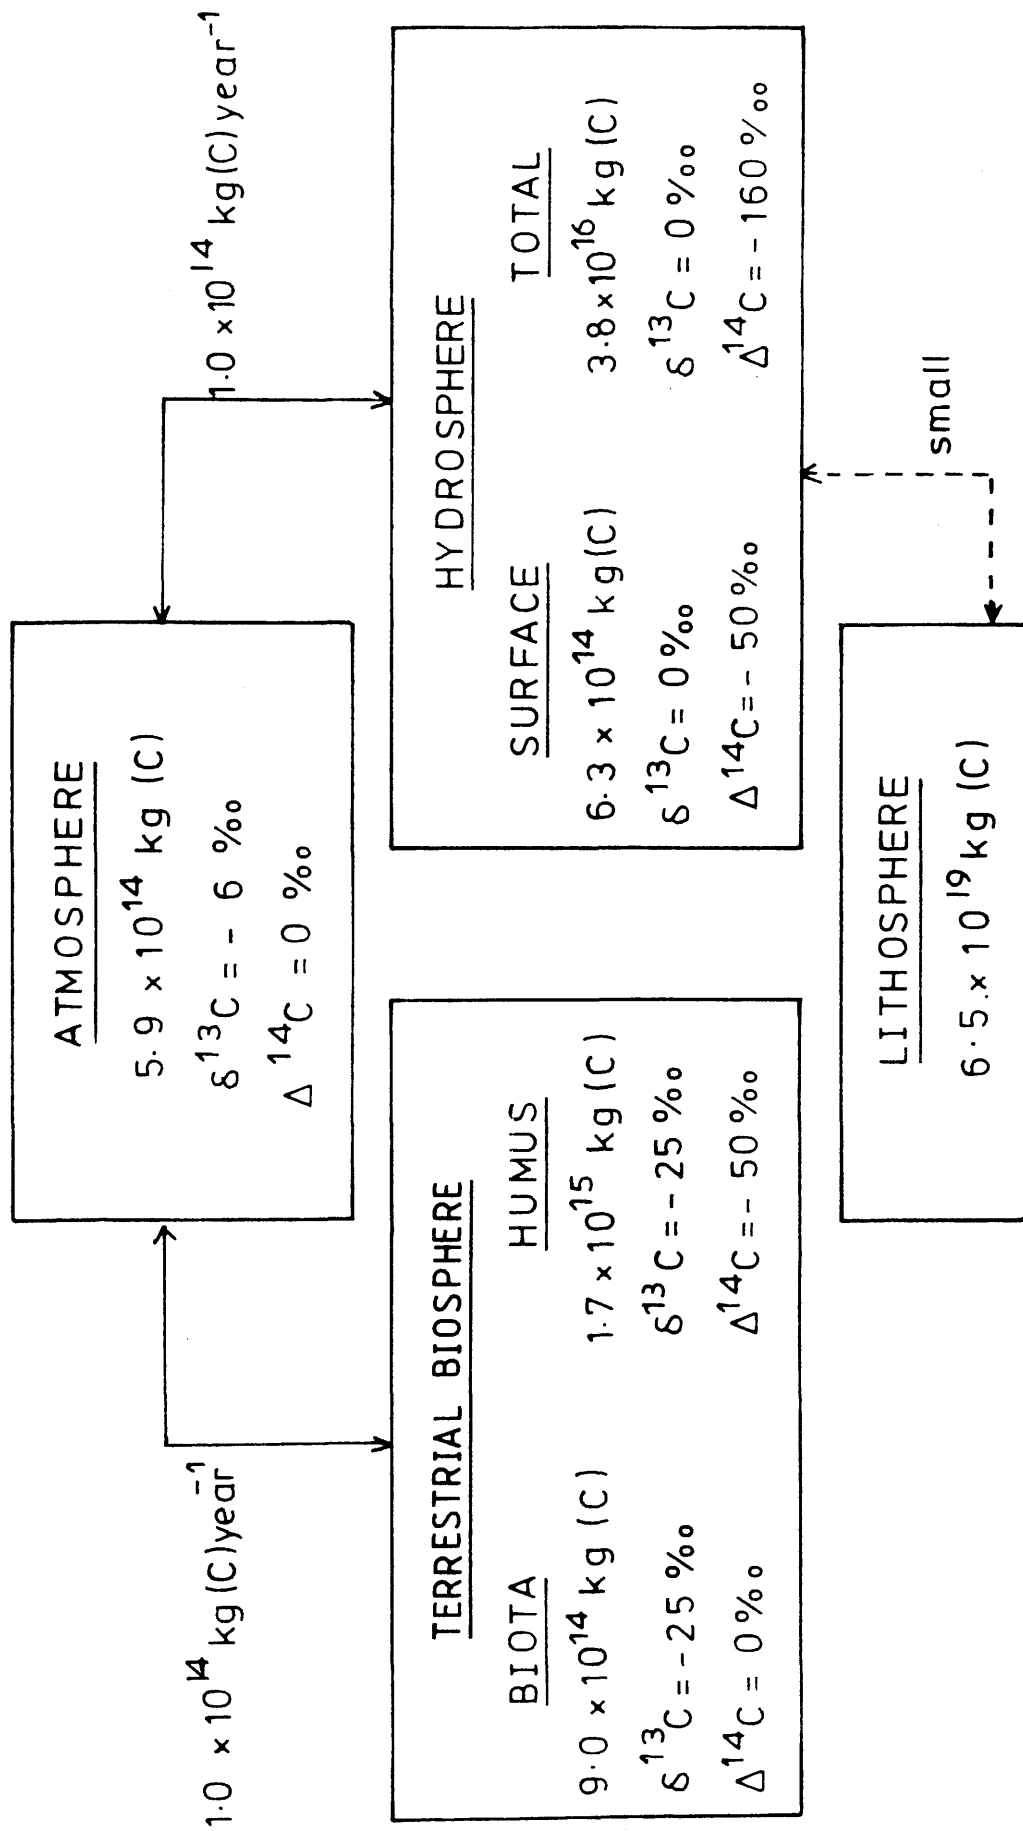 ATMOSPHERE
5.9 × 10¹⁴ kg (C)
δ¹³C = - 6 ‰
Δ¹⁴C = 0 ‰
1.0 × 10¹⁴ kg(C)year⁻¹
1.0 × 10¹⁴ kg(C)year⁻¹
TERRESTRIAL BIOSPHERE
BIOTA
9.0 × 10¹⁴ kg (C)
δ¹³C = -25 ‰
Δ¹⁴C = 0‰
HUMUS
1.7 × 10¹⁵ kg (C)
δ¹³C = -25 ‰
Δ¹⁴C = - 50 ‰
HYDROSPHERE
SURFACE
6.3 × 10¹⁴ kg(C)
δ¹³C = 0‰
Δ¹⁴C = - 50 ‰
TOTAL
3.8 × 10¹⁶ kg (C)
δ¹³C = 0 ‰
Δ¹⁴C = - 160 ‰
small
LITHOSPHERE
6.5.× 10¹⁹ kg (C)